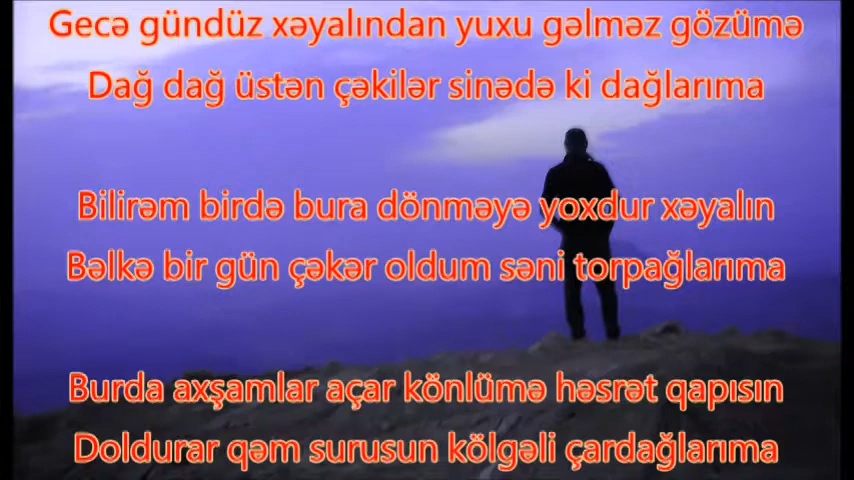 Gecə gündüz xəyalından yuxu gəlməz gözümə
Dağ dağ üstən çəkilər sinədə ki dağlarıma
Bilirəm birdə bura dönməyə yoxdur xəyalın
Bəlkə bir gün çəkər oldum səni torpağlarıma
Burda axşamlar açar könlümə həsrət qapısın
Doldurar qəm surusun kölgəli çardağlarıma